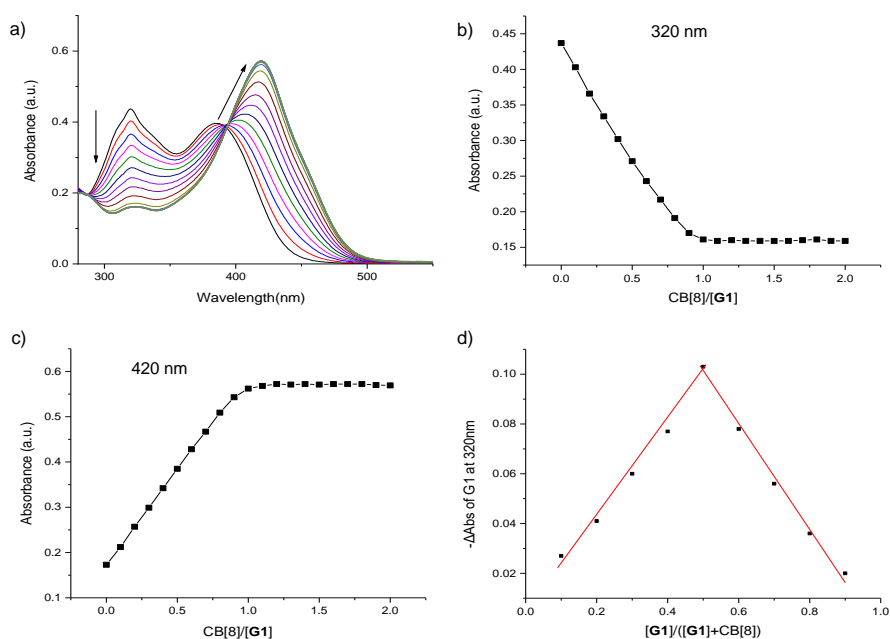 a)
Absorbance (a.u.)
0.6
0.4
0.2
0.0
300
400
500
Wavelength(nm)
b)
320 nm
Absorbance (a.u.)
0.45
0.40
0.35
0.30
0.25
0.20
0.15
0.0
0.5
1.0
1.5
2.0
CB[8]/[G1]
c)
420 nm
Absorbance (a.u.)
0.6
0.5
0.4
0.3
0.2
0.1
0.0
0.5
1.0
1.5
2.0
CB[8]/[G1]
d)
-ΔAbs of G1 at 320nm
0.10
0.08
0.06
0.04
0.02
0.0
0.2
0.4
0.6
0.8
1.0
[G1]/([G1]+CB[8])